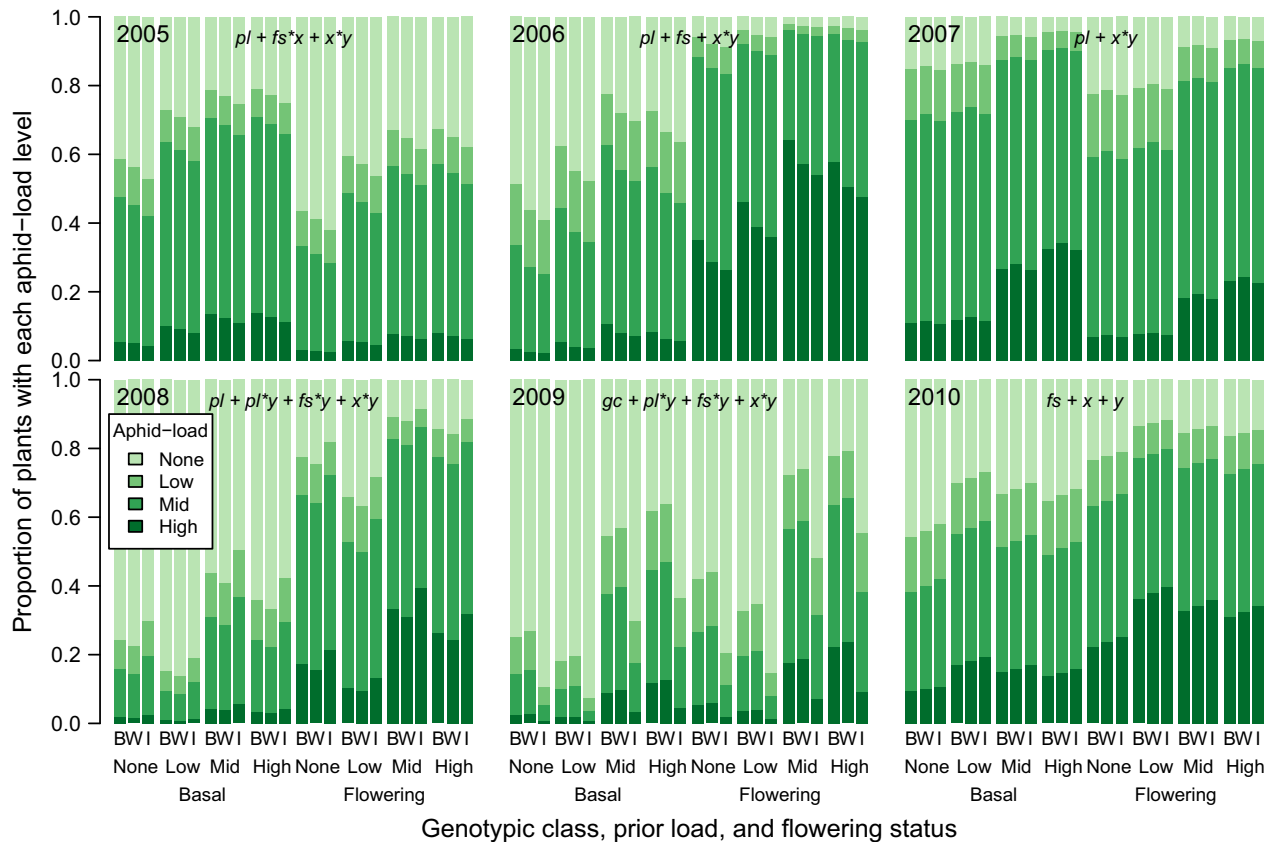 Proportion of plants with each aphid−load level
1.0
0.8
0.6
0.4
0.2
0.0
2005
pl + fs*x + x*y
2006
pl + fs + x*y
2007
pl + x*y
1.0
0.8
0.6
0.4
0.2
0.0
2008
pl + pl*y + fs*y + x*y
2009
gc + pl*y + fs*y + x*y
2010
fs + x + y
Aphid−load
None
Low
Mid
High
BWI BWI BWI BWI BWI BWI BWI BWI BWI BWI BWI BWI BWI BWI BWI BWI BWI BWI BWI BWI BWI BWI BWI BWI
None Low Mid High None Low Mid High None Low Mid High None Low Mid High None Low Mid High None Low Mid High
Basal Flowering Basal Flowering Basal Flowering
Genotypic class, prior load, and flowering status